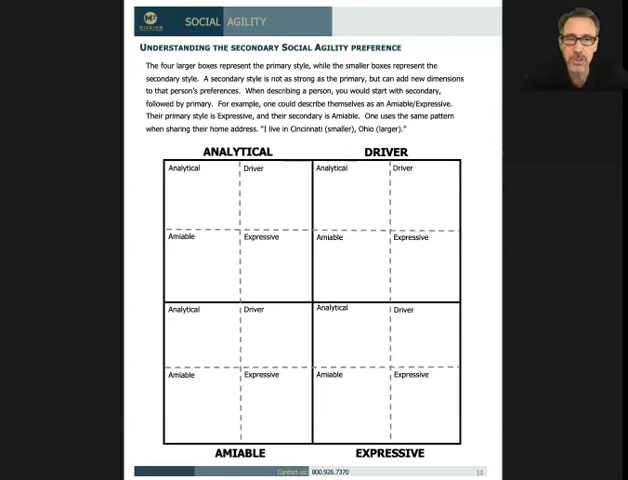 MF
SOCIAL AGILITY
UNDERSTANDING THE SECONDARY SOCIAL AGILITY PREFERENCE
The four larger boxes represent the primary style, while the smaller boxes represent the
secondary style. A secondary style is not as strong as the primary, but can add new dimensions
to that person's preferences. When describing a person, you would start with secondary,
followed by primary. For example, one could describe themselves as an Amiable/Expressive.
Their primary style is Expressive, and their secondary is Amiable. One uses the same pattern
when sharing their home address. "I live in Cincinnati (smaller), Ohio (larger)."
ANALYTICAL DRIVER
Analytical Driver Analytical Driver
Amiable Expressive Amiable Expressive
Analytical Driver Analytical Driver
Amiable Expressive Amiable Expressive
AMIABLE EXPRESSIVE
Contact us: 800.926.7370 10